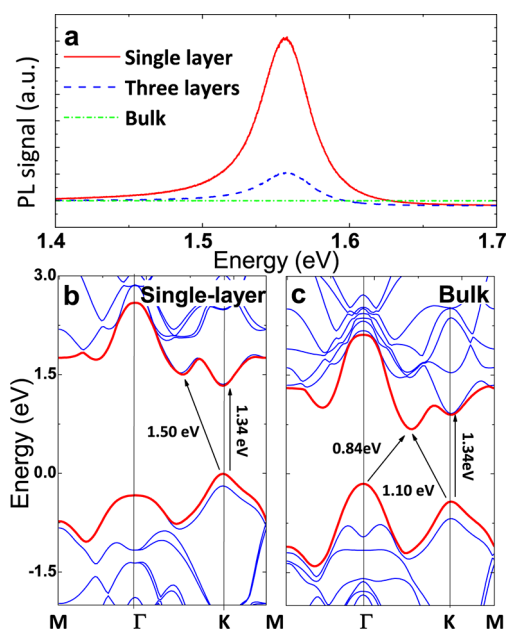 a
Single layer
Three layers
Bulk
PL signal (a.u.)
1.4 1.5 1.6 1.7
Energy (eV)
b Single-layer
c Bulk
3.0
1.5
0.0
-1.5
Energy (eV)
1.50 eV
1.34 eV
0.84eV
1.10 eV
1.34eV
M Γ K M Γ K M